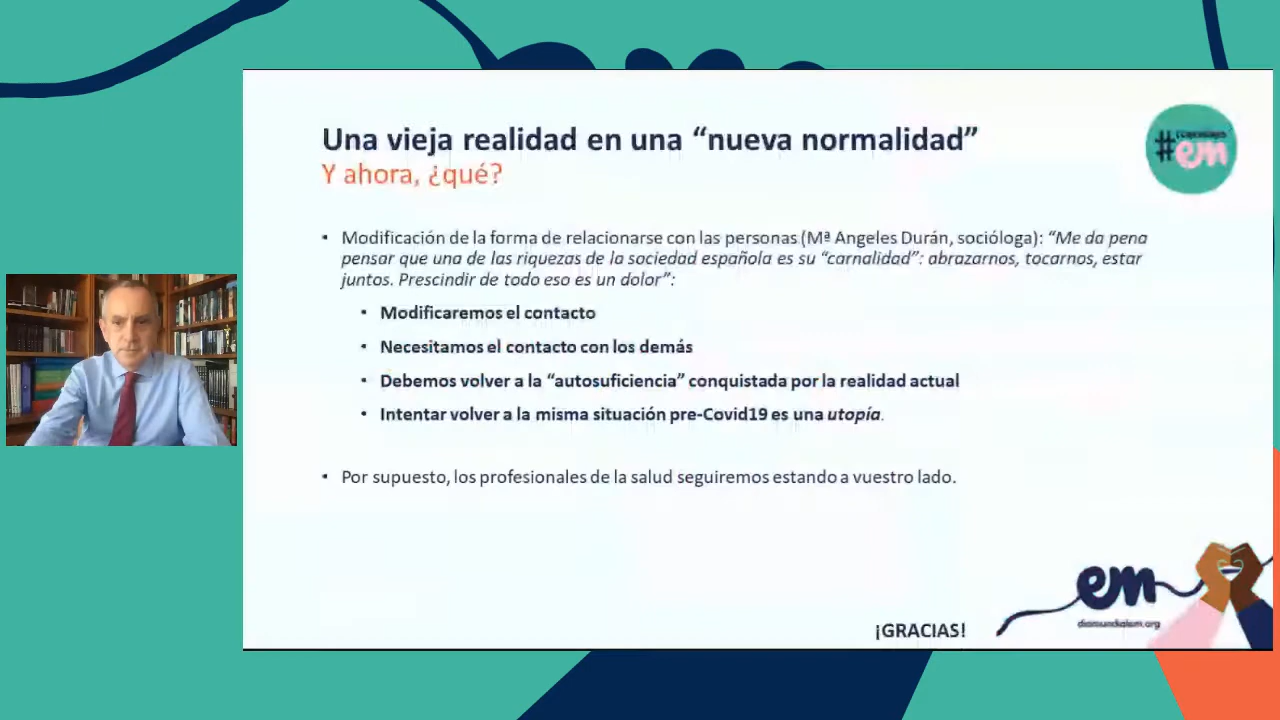 Una vieja realidad en una “nueva normalidad”
Y ahora, ¿qué?
#conexiones
em
• Modificación de la forma de relacionarse con las personas (Mª Angeles Durán, socióloga): “Me da pena
pensar que una de las riquezas de la sociedad española es su “carnalidad”: abrazarnos, tocarnos, estar
juntos. Prescindir de todo eso es un dolor”:
• Modificaremos el contacto
• Necesitamos el contacto con los demás
• Debemos volver a la “autosuficiencia” conquistada por la realidad actual
• Intentar volver a la misma situación pre-Covid19 es una utopía.
• Por supuesto, los profesionales de la salud seguiremos estando a vuestro lado.
em
diamundialem.org
¡GRACIAS!